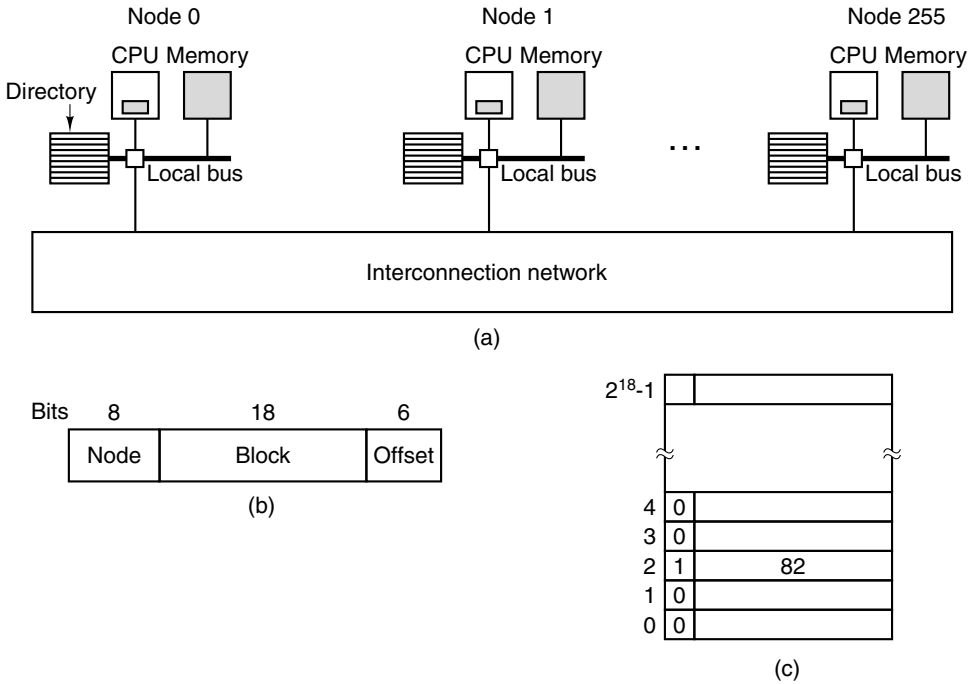 Node 0
Node 1
Node 255
CPU Memory
CPU Memory
CPU Memory
Directory
Local bus
Local bus
...
Local bus
Interconnection network
(a)
Bits 8 18 6
Node Block Offset
(b)
2¹⁸-1
4 0
3 0
2 1 82
1 0
0 0
(c)